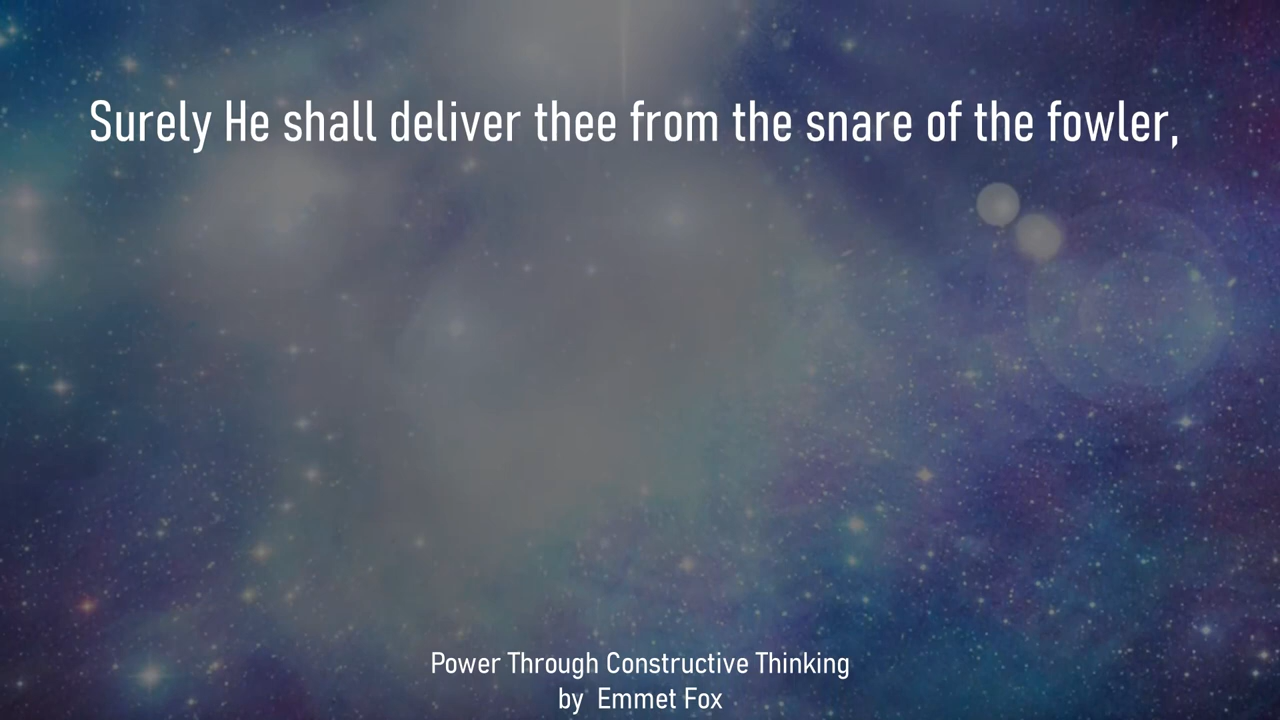 Surely He shall deliver thee from the snare of the fowler,
Power Through Constructive Thinking
by Emmet Fox